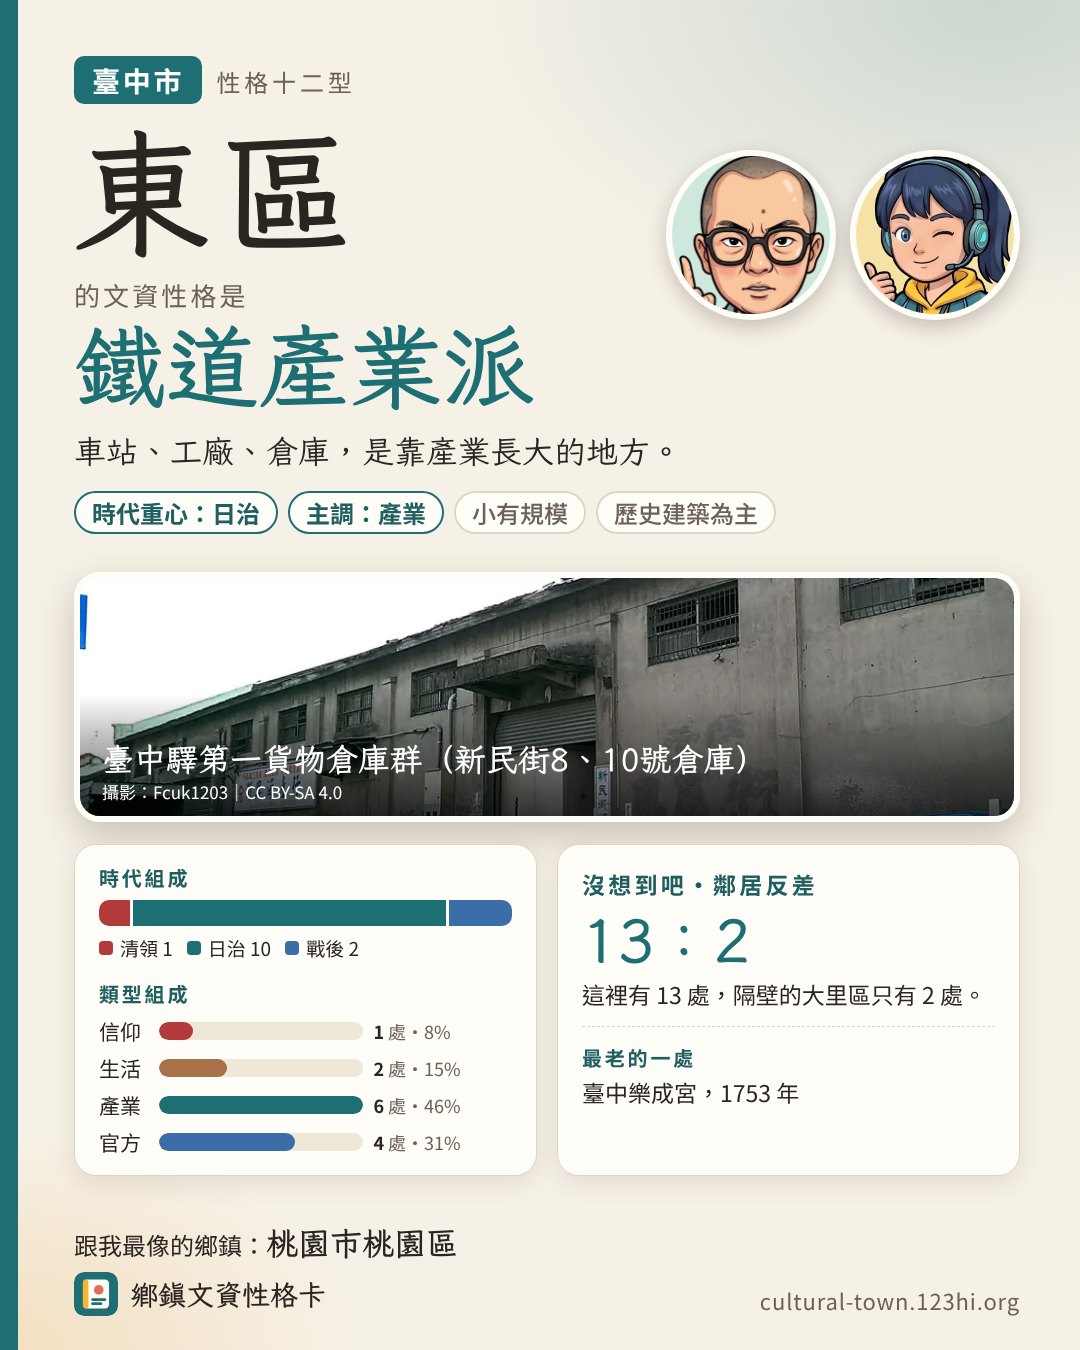 臺中市 性格十二型
東區
的文資性格是
鐵道產業派
車站、工廠、倉庫，是靠產業長大的地方。
時代重心：日治 主調：產業 小有規模 歷史建築為主
臺中驛第一貨物倉庫群（新民街8、10號倉庫）
攝影：Fcuk1203｜CC BY-SA 4.0
時代組成
清領 1 日治 10 戰後 2
類型組成
信仰 1 處・8%
生活 2 處・15%
產業 6 處・46%
官方 4 處・31%
沒想到吧・鄰居反差
13：2
這裡有 13 處，隔壁的大里區只有 2 處。
最老的一處
臺中樂成宮，1753 年
跟我最像的鄉鎮：桃園市桃園區
鄉鎮文資性格卡
cultural-town.123hi.org